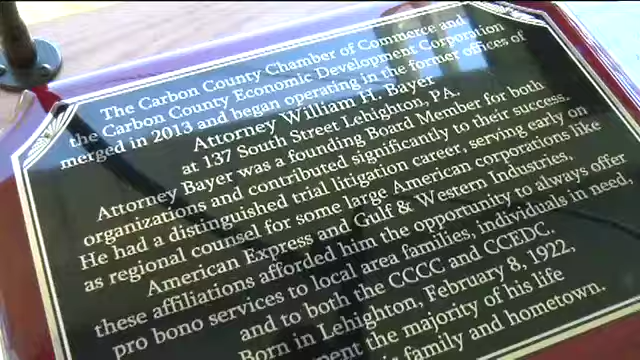 The Carbon County Chamber of Commerce and
the Carbon County Economic Development Corporation
merged in 2013 and began operating in the former offices of
Attorney William H. Bayer
at 137 South Street Lehighton, PA.
Attorney Bayer was a founding Board Member for both
organizations and contributed significantly to their success.
He had a distinguished trial litigation career, serving early on
as regional counsel for some large American corporations like
American Express and Gulf & Western Industries,
these affiliations afforded him the opportunity to always offer
pro bono services to local area families, individuals in need,
and to both the CCCC and CCEDC.
Born in Lehighton, February 8, 1922,
the majority of his life
family and hometown.